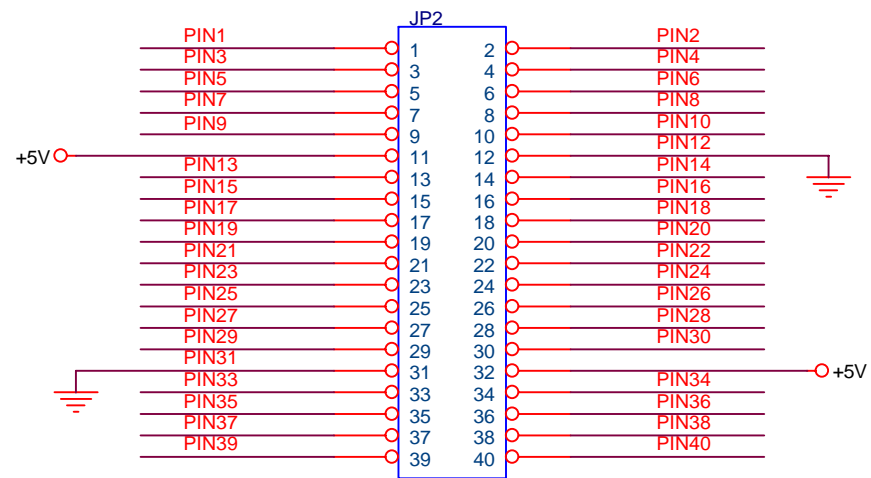 JP2
PIN1 1 2 PIN2
PIN3 3 4 PIN4
PIN5 5 6 PIN6
PIN7 7 8 PIN8
PIN9 9 10 PIN10
+5V 11 12 PIN12
PIN13 13 14 PIN14
PIN15 15 16 PIN16
PIN17 17 18 PIN18
PIN19 19 20 PIN20
PIN21 21 22 PIN22
PIN23 23 24 PIN24
PIN25 25 26 PIN26
PIN27 27 28 PIN28
PIN29 29 30 PIN30
PIN31 31 32 +5V
PIN33 33 34 PIN34
PIN35 35 36 PIN36
PIN37 37 38 PIN38
PIN39 39 40 PIN40